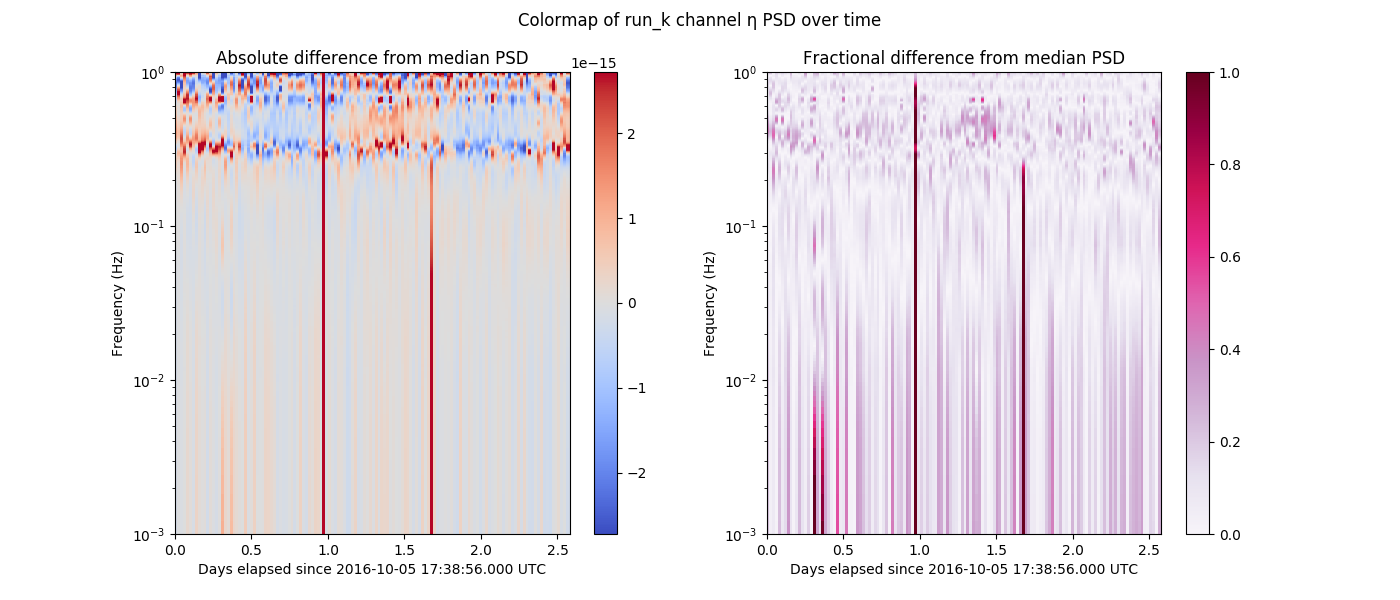 Colormap of run_k channel η PSD over time
Absolute difference from median PSD
1e−15
Frequency (Hz)
10⁰
10⁻¹
10⁻²
10⁻³
0.0 0.5 1.0 1.5 2.0 2.5
Days elapsed since 2016-10-05 17:38:56.000 UTC
2
1
0
−1
−2
Fractional difference from median PSD
Frequency (Hz)
10⁰
10⁻¹
10⁻²
10⁻³
0.0 0.5 1.0 1.5 2.0 2.5
Days elapsed since 2016-10-05 17:38:56.000 UTC
1.0
0.8
0.6
0.4
0.2
0.0